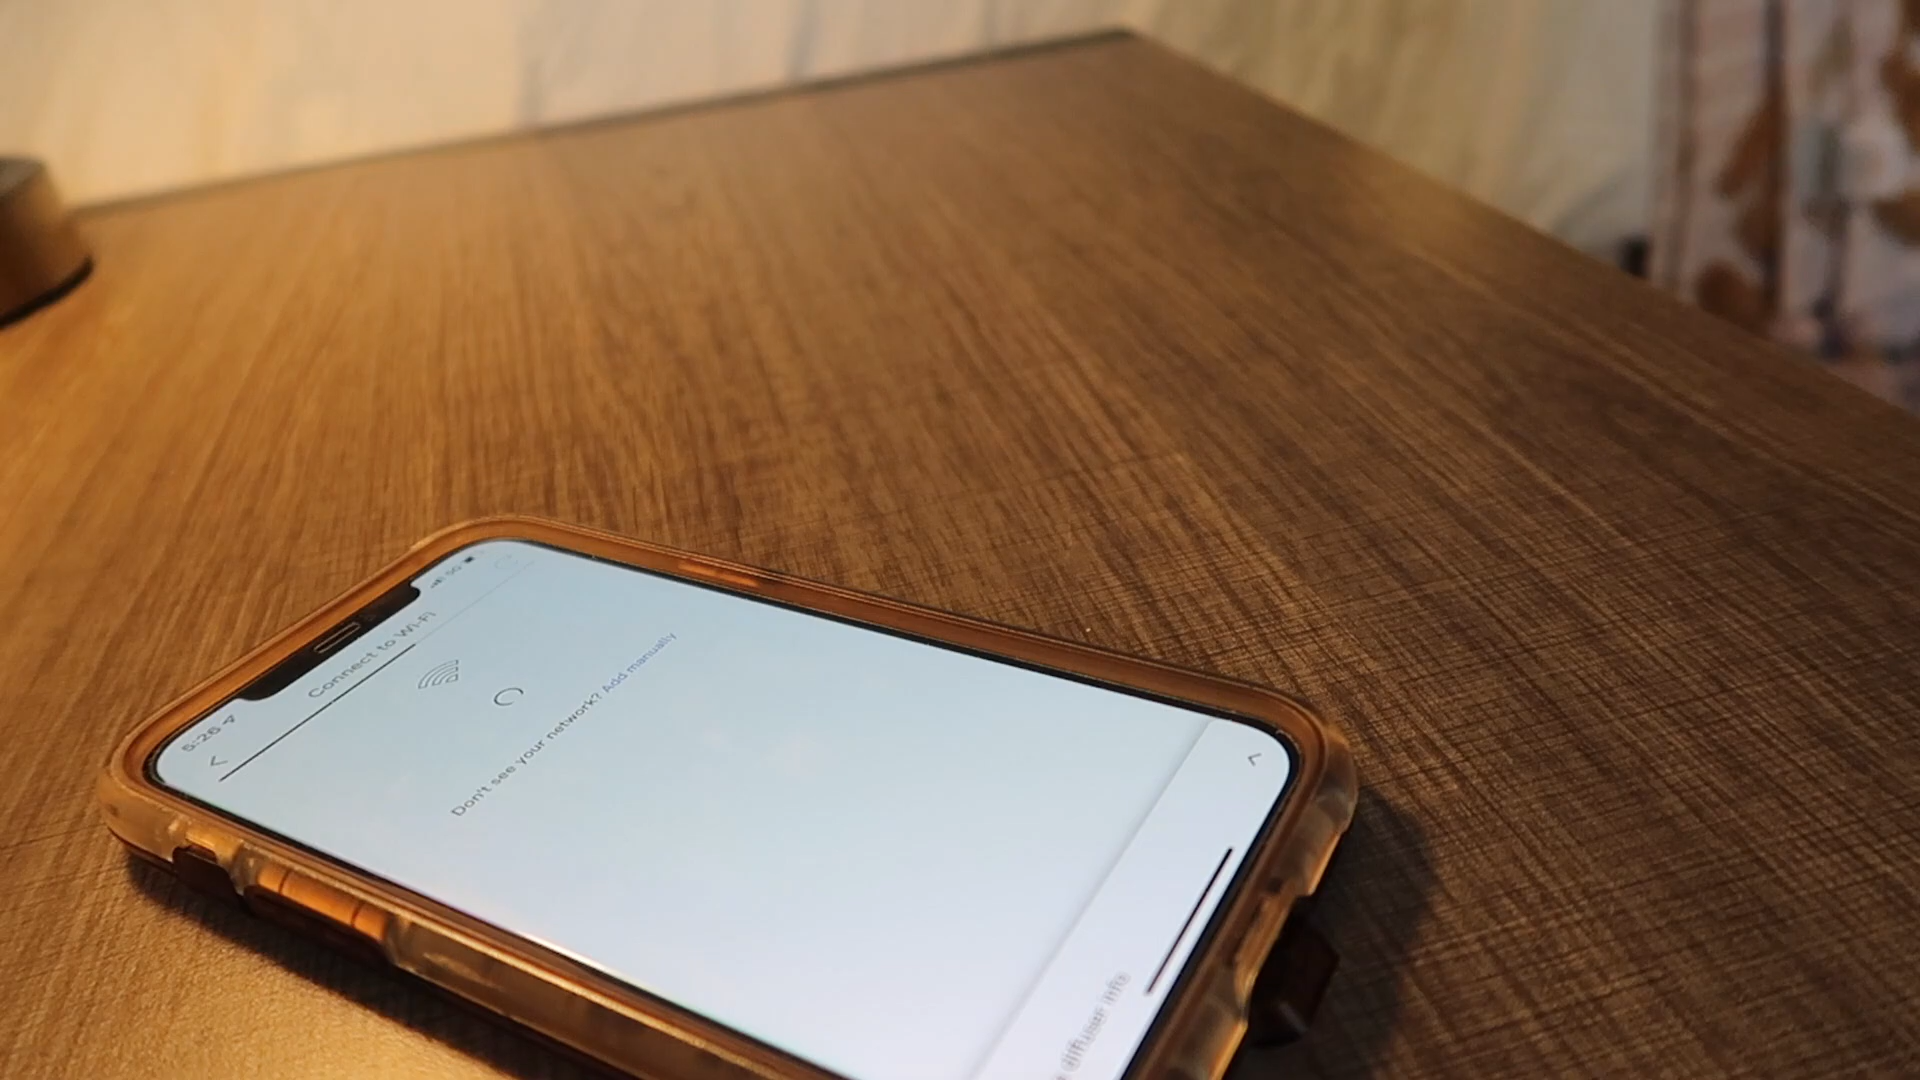 5:26
Connect to Wi-Fi
Don't see your network? Add manually
diffuser info